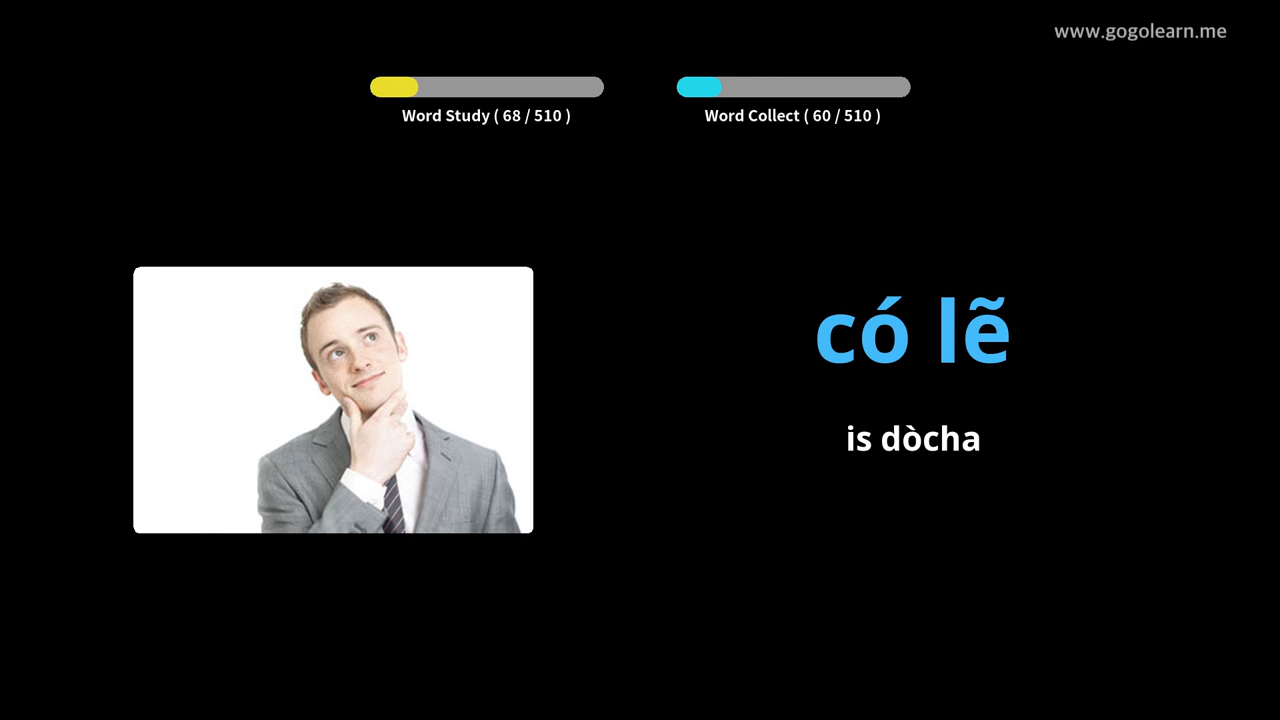 www.gogolearn.me
Word Study ( 68 / 510 )
Word Collect ( 60 / 510 )
có lẽ
is dòcha